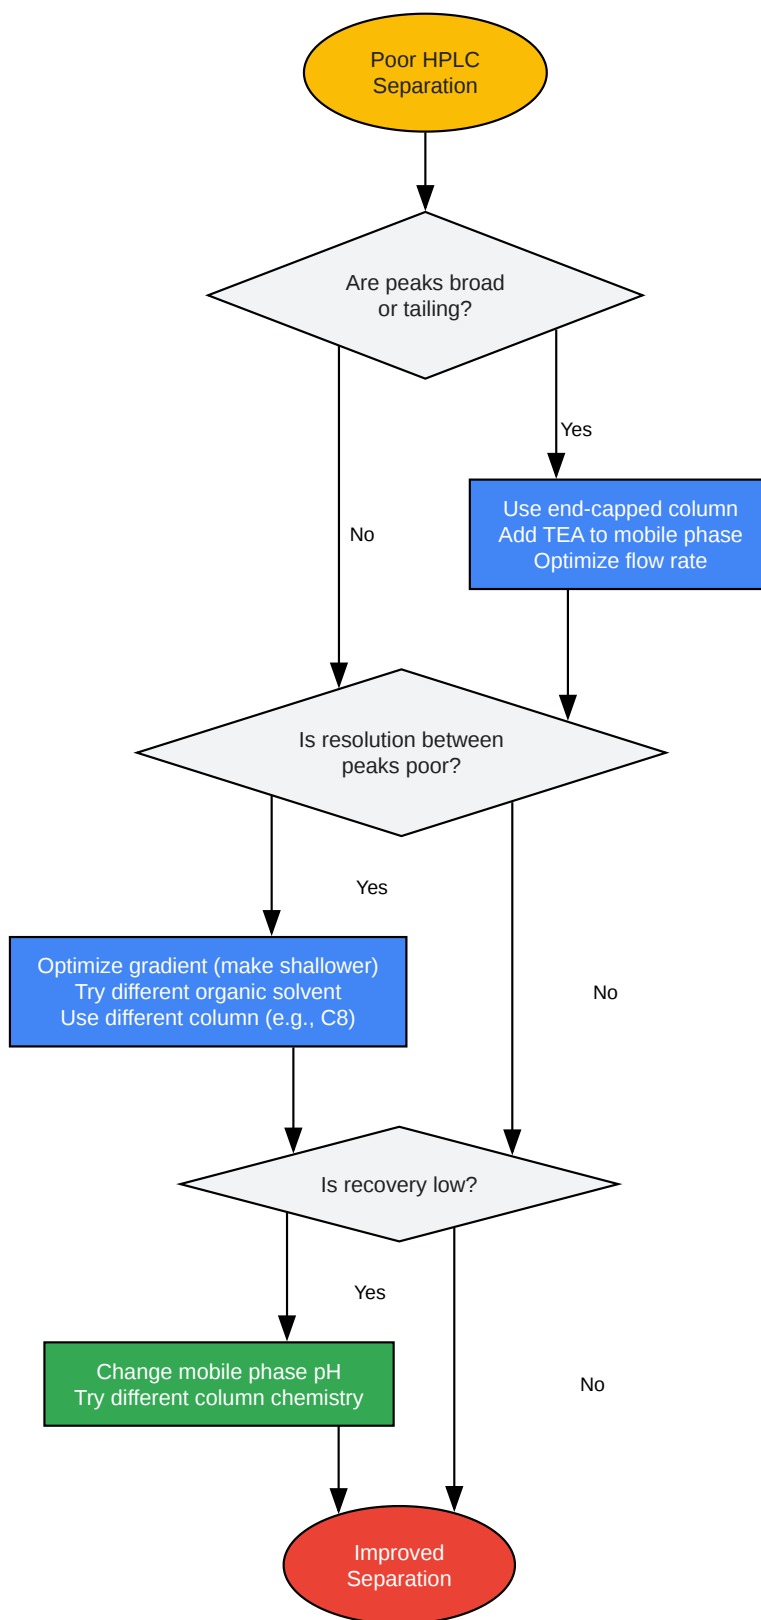 Poor HPLC
Separation
Are peaks broad
or tailing?
Yes
Use end-capped column
Add TEA to mobile phase
Optimize flow rate
No
Is resolution between
peaks poor?
Yes
Optimize gradient (make shallower)
Try different organic solvent
Use different column (e.g., C8)
No
Is recovery low?
Yes
Change mobile phase pH
Try different column chemistry
No
Improved
Separation